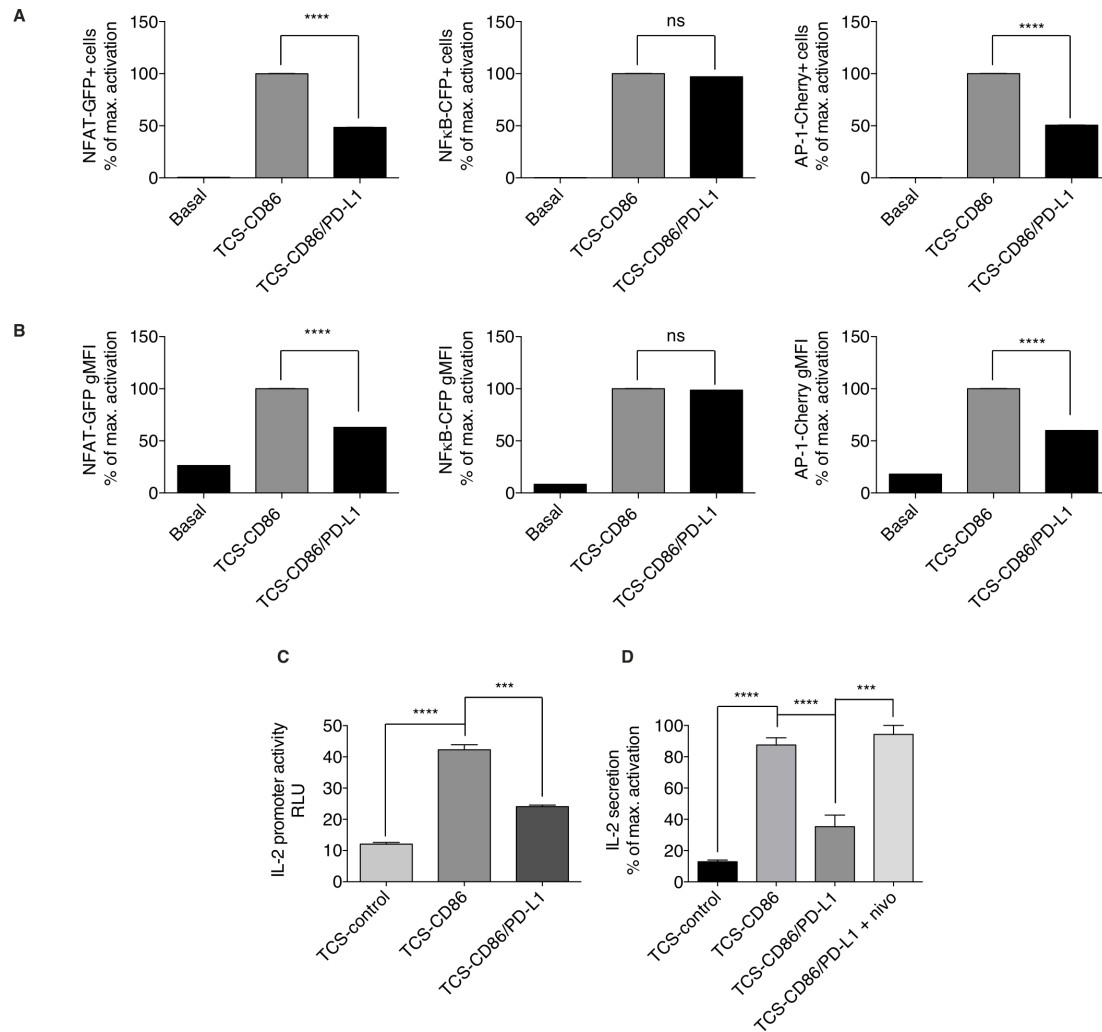 A
NFAT-GFP+ cells
% of max. activation
150
100
50
0
****
Basal
TCS-CD86
TCS-CD86/PD-L1
NFκB-CFP+ cells
% of max. activation
150
100
50
0
ns
Basal
TCS-CD86
TCS-CD86/PD-L1
AP-1-Cherry+ cells
% of max. activation
150
100
50
0
****
Basal
TCS-CD86
TCS-CD86/PD-L1
B
NFAT-GFP gMFI
% of max. activation
150
100
50
0
****
Basal
TCS-CD86
TCS-CD86/PD-L1
NFκB-CFP gMFI
% of max. activation
150
100
50
0
ns
Basal
TCS-CD86
TCS-CD86/PD-L1
AP-1-Cherry gMFI
% of max. activation
150
100
50
0
****
Basal
TCS-CD86
TCS-CD86/PD-L1
C
IL-2 promoter activity
RLU
50
40
30
20
10
0
****
***
TCS-control
TCS-CD86
TCS-CD86/PD-L1
D
IL-2 secretion
% of max. activation
100
80
60
40
20
0
****
****
***
TCS-control
TCS-CD86
TCS-CD86/PD-L1
TCS-CD86/PD-L1 + nivo